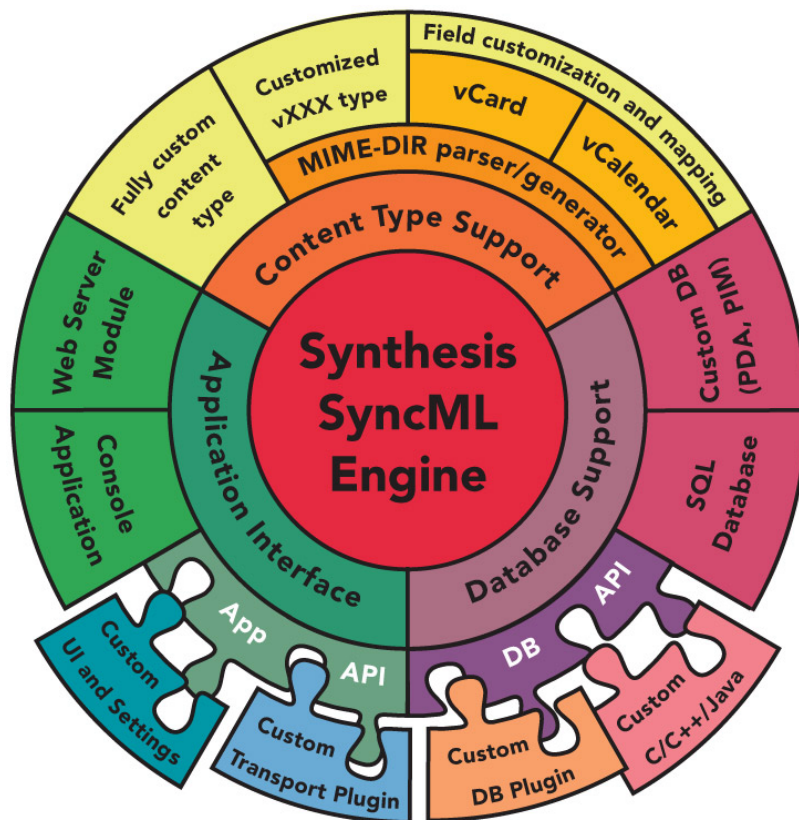 Field customization and mapping
Customized
vXXX type
vCard
vCalendar
Fully custom
content
type
MIME-DIR parser/generator
Content Type Support
Web Server
Module
Custom DB
(PDA, PIM)
Synthesis
SyncML
Engine
Application Interface
Database Support
Console
Application
SQL
Database
App
API
DB
API
Custom
UI and Settings
Custom
Transport Plugin
Custom
DB Plugin
Custom
C/C++/Java